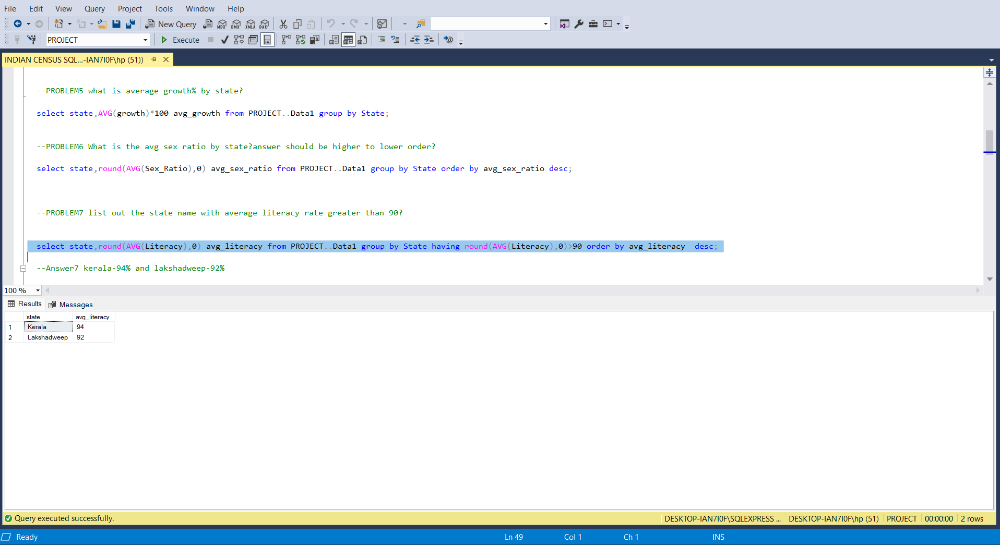 File Edit View Query Project Tools Window Help
New Query MDX DMX XMLA DAX
PROJECT Execute
INDIAN CENSUS SQL...-IAN7I0F\hp (51))
--PROBLEM5 what is average growth% by state?
select state,AVG(growth)*100 avg_growth from PROJECT..Data1 group by State;
--PROBLEM6 What is the avg sex ratio by state?answer should be higher to lower order?
select state,round(AVG(Sex_Ratio),0) avg_sex_ratio from PROJECT..Data1 group by State order by avg_sex_ratio desc;
--PROBLEM7 list out the state name with average literacy rate greater than 90?
select state,round(AVG(Literacy),0) avg_literacy from PROJECT..Data1 group by State having round(AVG(Literacy),0)>90 order by avg_literacy  desc;
--Answer7 kerala-94% and lakshadweep-92%
100 %
Results Messages
state avg_literacy
1 Kerala 94
2 Lakshadweep 92
Query executed successfully. DESKTOP-IAN7I0F\SQLEXPRESS ... DESKTOP-IAN7I0F\hp (51) PROJECT 00:00:00 2 rows
Ready Ln 49 Col 1 Ch 1 INS